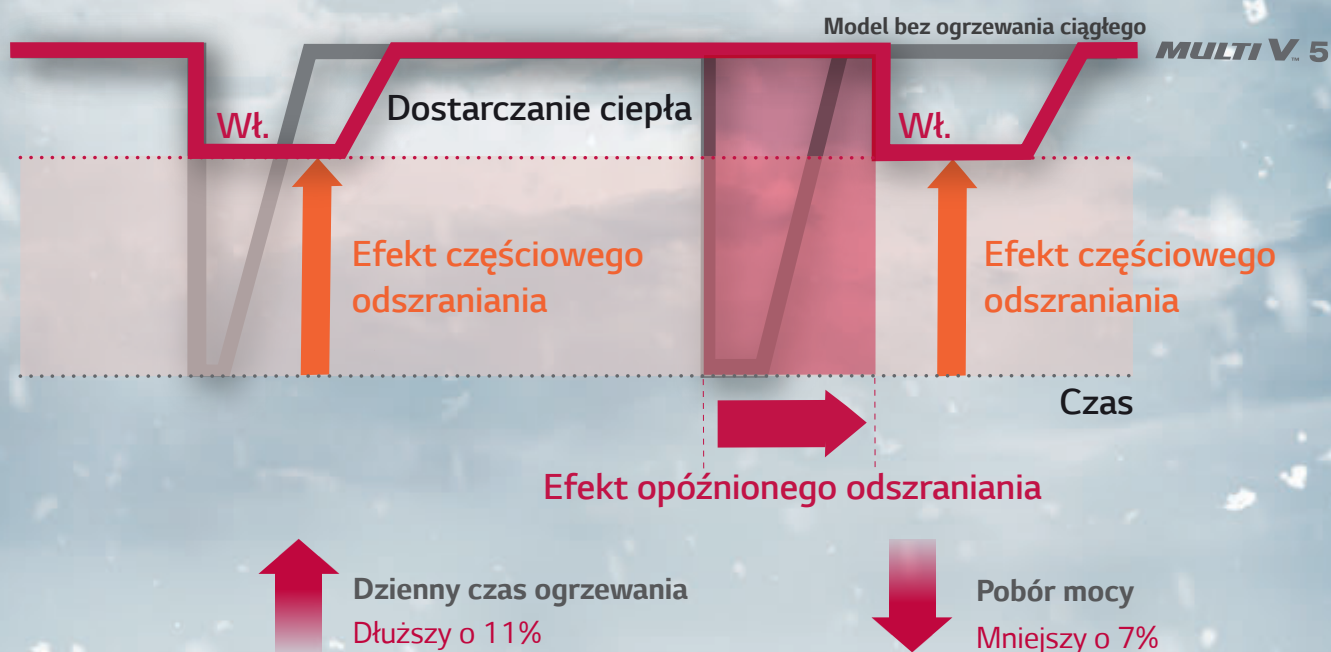 Model bez ogrzewania ciągłego
MULTI V™ 5
Wł.
Dostarczanie ciepła
Wł.
Efekt częściowego
odszraniania
Efekt częściowego
odszraniania
Czas
Efekt opóźnionego odszraniania
Dzienny czas ogrzewania
Dłuższy o 11%
Pobór mocy
Mniejszy o 7%